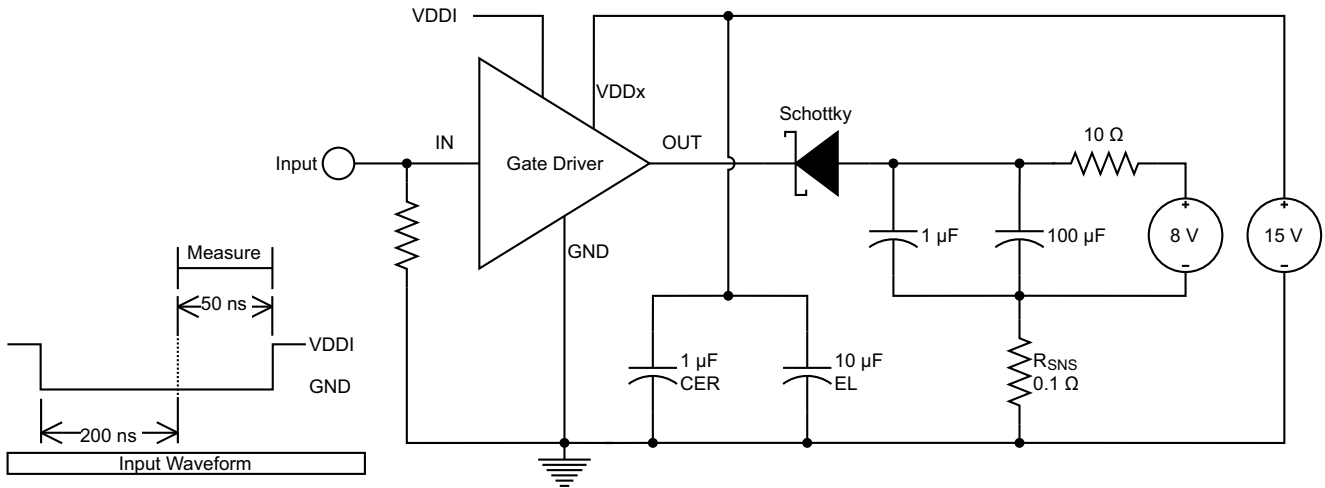 VDDI
VDDx
Schottky
Input
IN
Gate Driver
OUT
10 Ω
GND
1 µF
100 µF
+
8 V
−
+
15 V
−
Measure
50 ns
VDDI
GND
200 ns
Input Waveform
1 µF
CER
10 µF
EL
RSNS
0.1 Ω